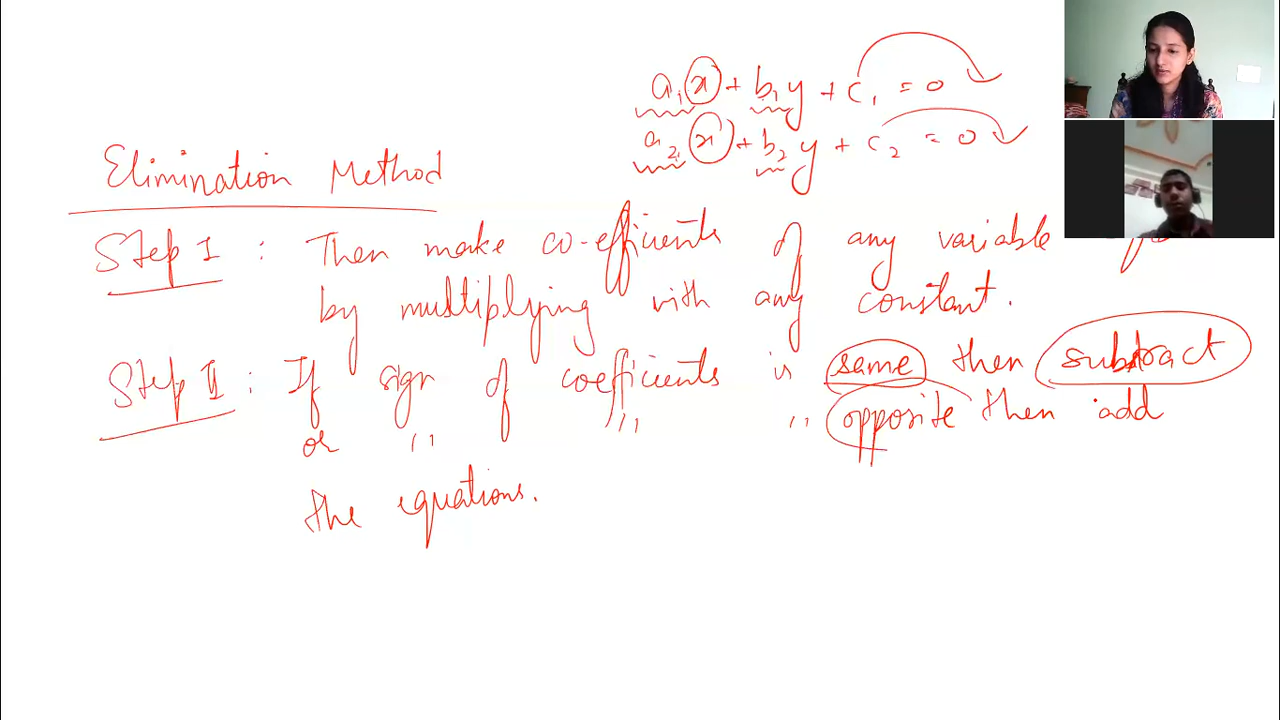 a₁x + b₁y + c₁ = 0
a₂x + b₂y + c₂ = 0
Elimination Method
Step I : Then make co-efficients of any variable
by multiplying with any constant.
Step II : If sign of coefficients is same then subtract
or " " " opposite then add
the equations.